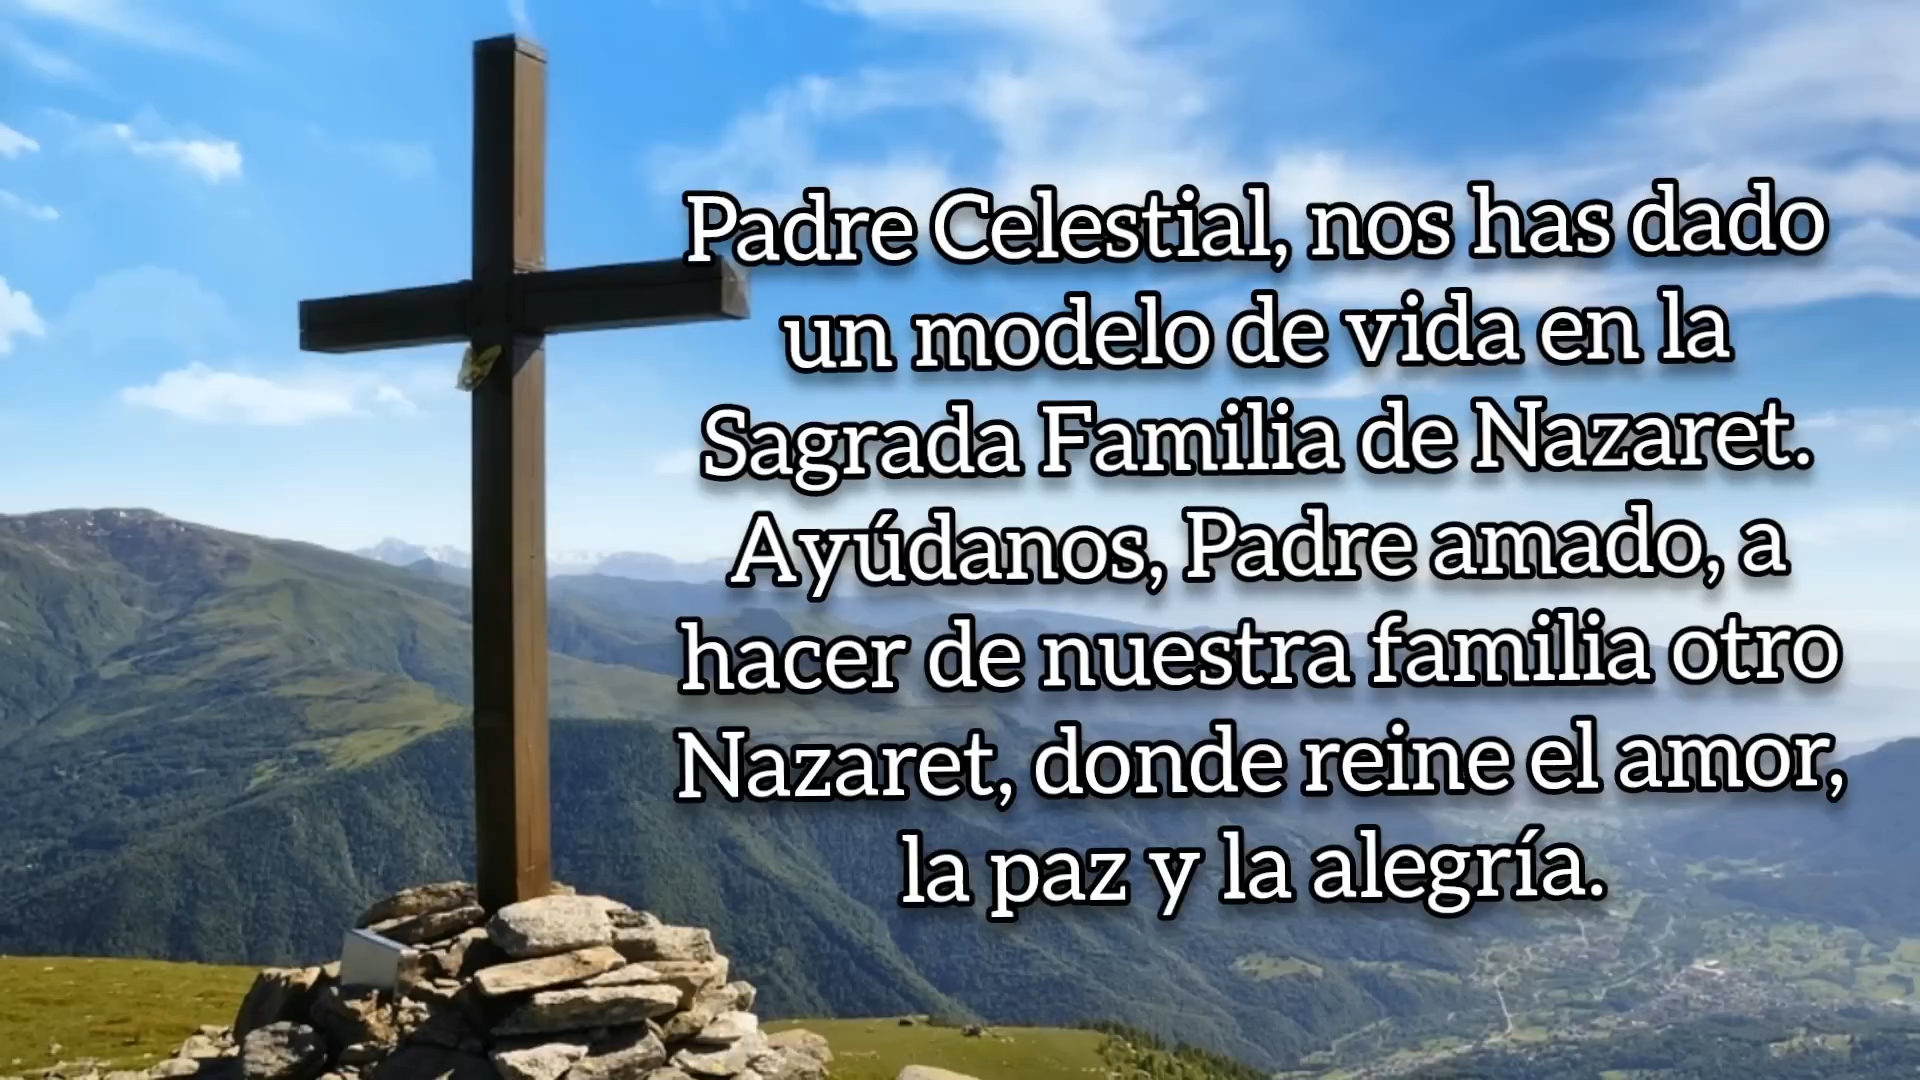 Padre Celestial, nos has dado
un modelo de vida en la
Sagrada Familia de Nazaret.
Ayúdanos, Padre amado, a
hacer de nuestra familia otro
Nazaret, donde reine el amor,
la paz y la alegría.